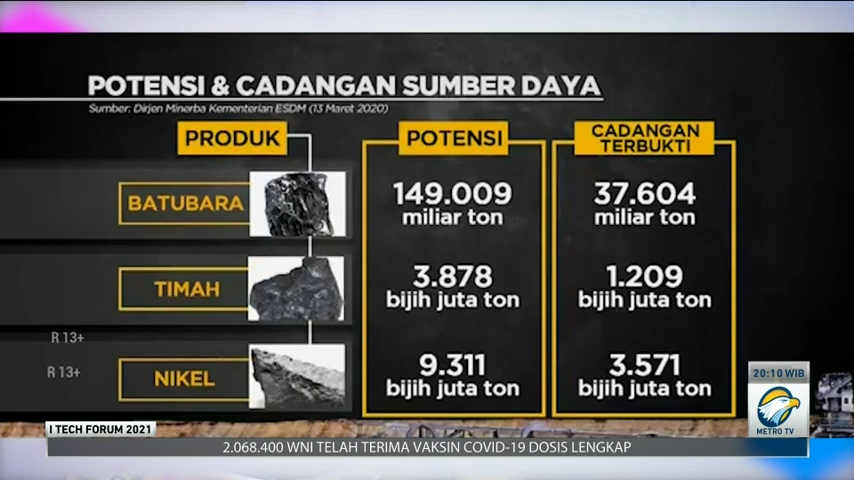 POTENSI & CADANGAN SUMBER DAYA
Sumber: Dirjen Minerba Kementerian ESDM (13 Maret 2020)
PRODUK
POTENSI
CADANGAN
TERBUKTI
BATUBARA
149.009
miliar ton
37.604
miliar ton
TIMAH
3.878
bijih juta ton
1.209
bijih juta ton
NIKEL
9.311
bijih juta ton
3.571
bijih juta ton
R 13+
R 13+
20:10 WIB
METRO TV
I TECH FORUM 2021
2.068.400 WNI TELAH TERIMA VAKSIN COVID-19 DOSIS LENGKAP